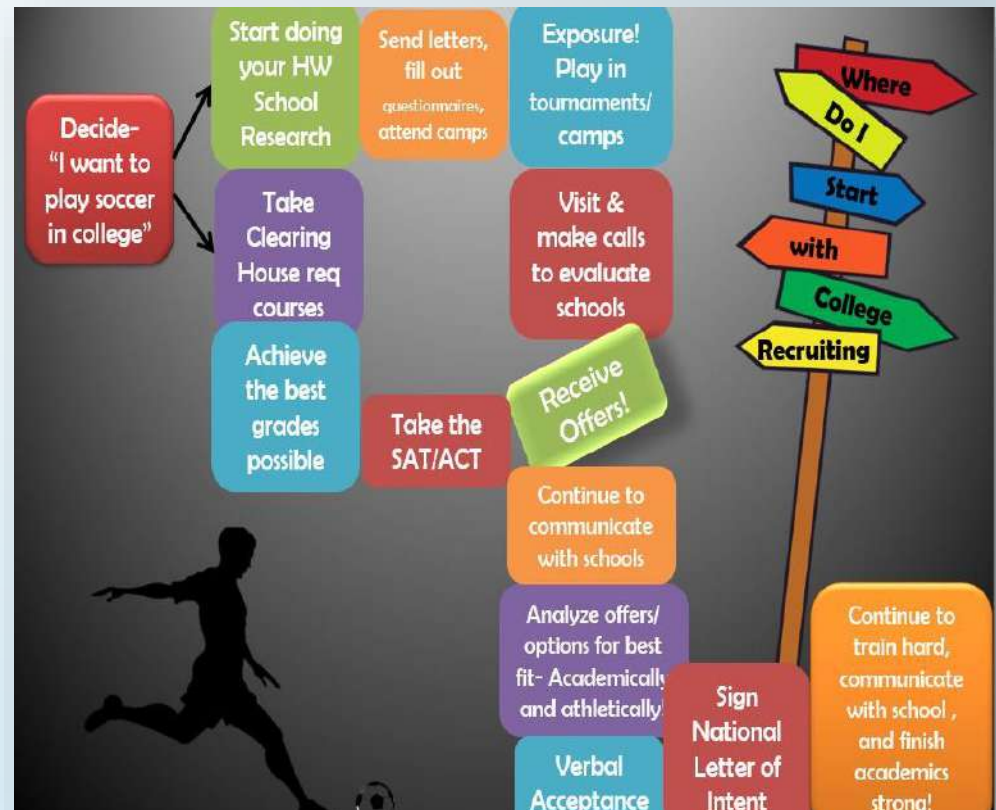 Decide-
“I want to
play soccer
in college”
Start doing
your HW
School
Research
Send letters,
fill out
questionnaires,
attend camps
Exposure!
Play in
tournaments/
camps
Take
Clearing
House req
courses
Visit &
make calls
to evaluate
schools
Achieve
the best
grades
possible
Take the
SAT/ACT
Receive
Offers!
Continue to
communicate
with schools
Analyze offers/
options for best
fit- Academically
and athletically!
Verbal
Acceptance
Sign
National
Letter of
Intent
Continue to
train hard,
communicate
with school ,
and finish
academics
strong!
Where
Do I
Start
with
College
Recruiting